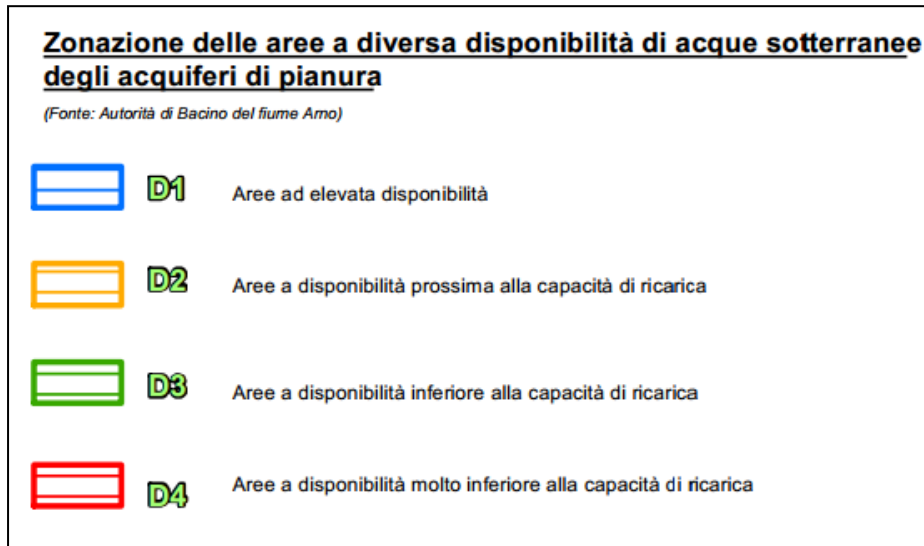 Zonazione delle aree a diversa disponibilità di acque sotterranee
degli acquiferi di pianura
(Fonte: Autorità di Bacino del fiume Arno)
D1 Aree ad elevata disponibilità
D2 Aree a disponibilità prossima alla capacità di ricarica
D3 Aree a disponibilità inferiore alla capacità di ricarica
D4 Aree a disponibilità molto inferiore alla capacità di ricarica